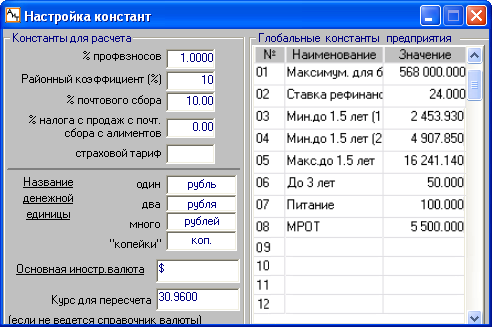 Настройка констант
Константы для расчета
% профвзносов 1.0000
Районный коэффициент (%) 10
% почтового сбора 10.00
% налога с продаж с почт. сбора с алиментов 0.00
страховой тариф
Название денежной единицы
один рубль
два рубля
много рублей
"копейки" коп.
Основная иностр.валюта $
Курс для пересчета 30.9600
(если не ведется справочник валюты)
Глобальные константы предприятия
№ Наименование Значение
01 Максимум. для б 568 000.000
02 Ставка рефинанс 24.000
03 Мин.до 1.5 лет (1 2 453.930
04 Мин.до 1.5 лет (2 4 907.850
05 Макс.до 1.5 лет 16 241.140
06 До 3 лет 50.000
07 Питание 100.000
08 МРОТ 5 500.000
09
10
11
12